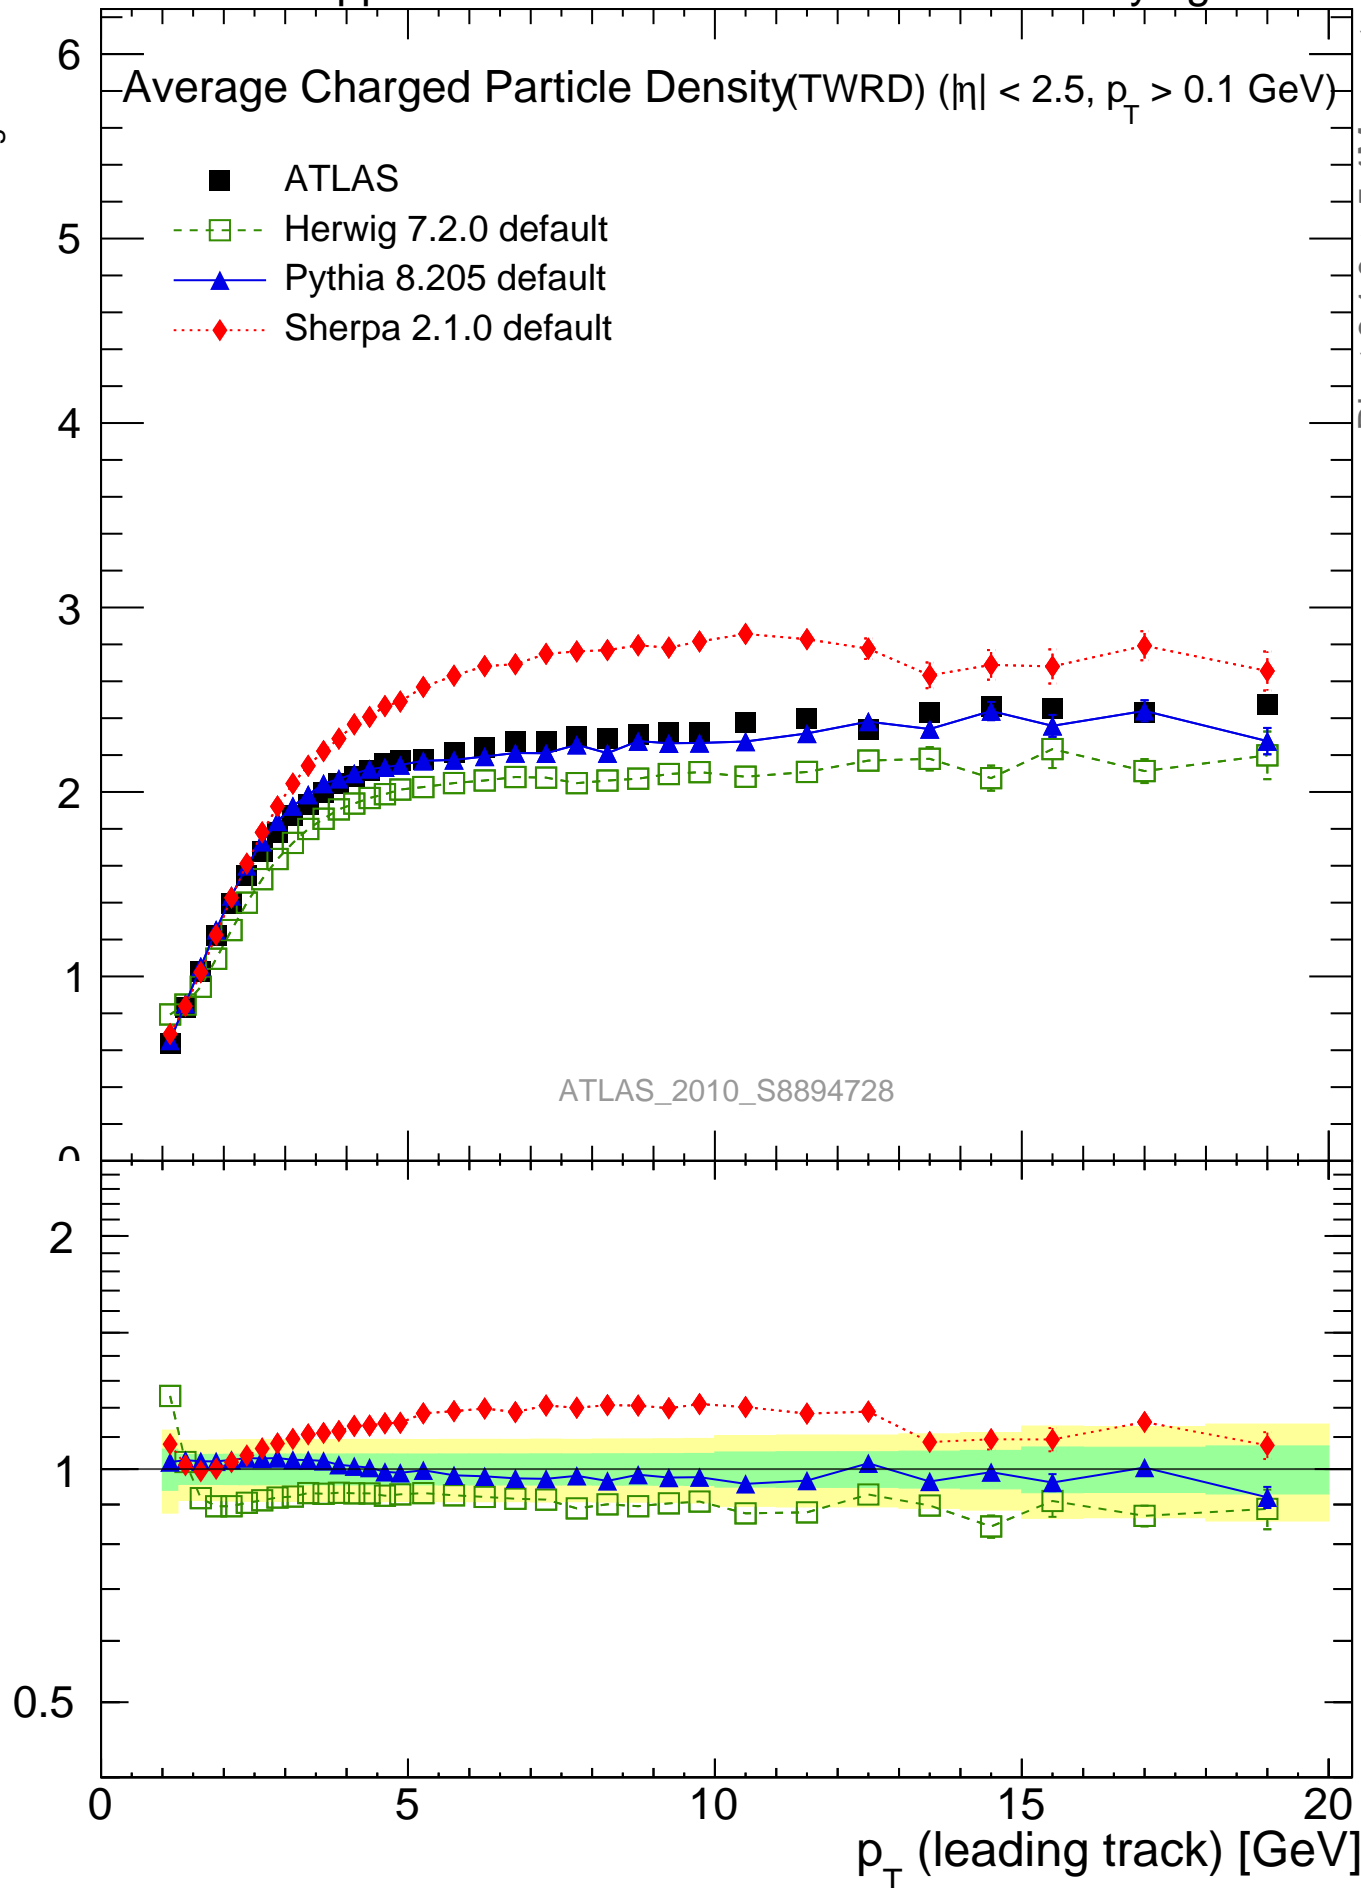 Average Charged Particle Density (TWRD) (|η| < 2.5, p_T > 0.1 GeV)
ATLAS
Herwig 7.2.0 default
Pythia 8.205 default
Sherpa 2.1.0 default
6
5
4
3
2
1
0
ATLAS_2010_S8894728
2
1
0.5
0 5 10 15 20
p_T (leading track) [GeV]